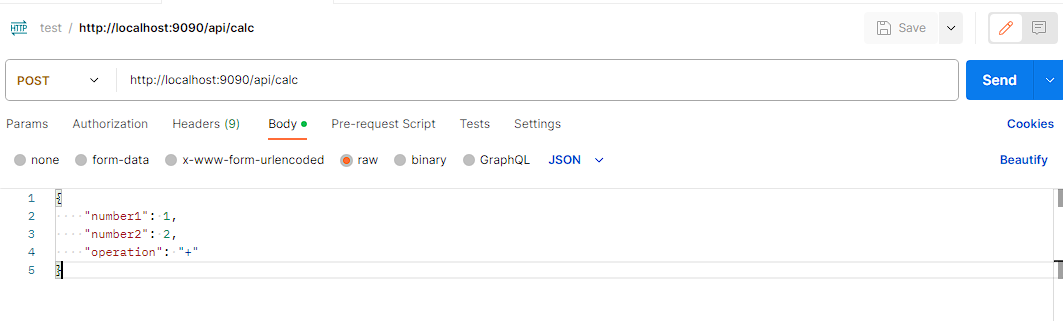 HTTP test / http://localhost:9090/api/calc Save
POST http://localhost:9090/api/calc Send
Params Authorization Headers (9) Body Pre-request Script Tests Settings Cookies
none form-data x-www-form-urlencoded raw binary GraphQL JSON Beautify
1 {
2 "number1": 1,
3 "number2": 2,
4 "operation": "+"
5 }